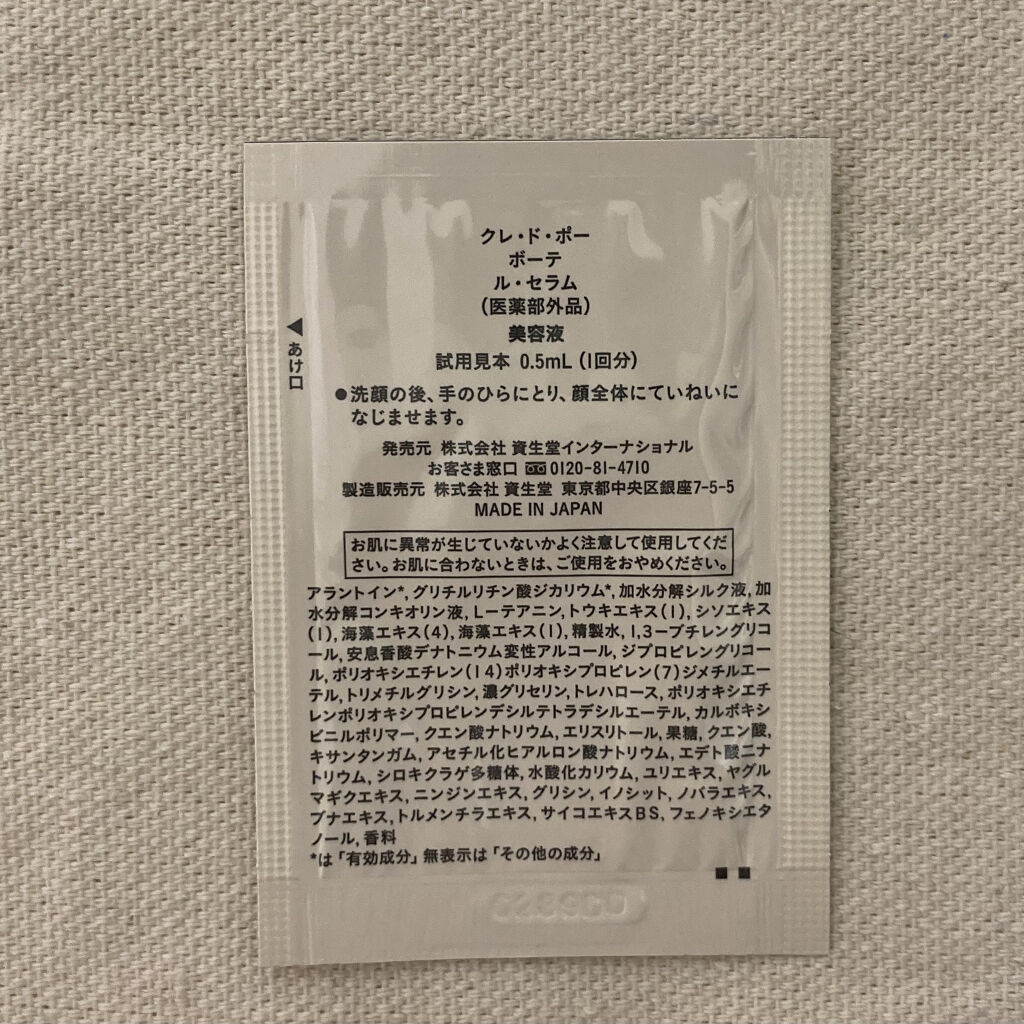 クレ・ド・ポー
ボーテ
ル・セラム
(医薬部外品)
美容液
試用見本 0.5mL (1回分)
◀あけ口
●洗顔の後、手のひらにとり、顔全体にていねいに
なじませます。
発売元 株式会社 資生堂インターナショナル
お客さま窓口 0120-81-4710
製造販売元 株式会社 資生堂 東京都中央区銀座7-5-5
MADE IN JAPAN
お肌に異常が生じていないかよく注意して使用してくだ
さい。お肌に合わないときは、ご使用をおやめください。
アラントイン*, グリチルリチン酸ジカリウム*, 加水分解シルク液, 加
水分解コンキオリン液, L-テアニン, トウキエキス(1), シソエキス
(1), 海藻エキス(4), 海藻エキス(1), 精製水, 1,3-ブチレングリコ
ール, 安息香酸デナトニウム変性アルコール, ジプロピレングリコー
ル, ポリオキシエチレン(14)ポリオキシプロピレン(7)ジメチルエー
テル, トリメチルグリシン, 濃グリセリン, トレハロース, ポリオキシエチ
レンポリオキシプロピレンデシルテトラデシルエーテル, カルボキシ
ビニルポリマー, クエン酸ナトリウム, エリスリトール, 果糖, クエン酸,
キサンタンガム, アセチル化ヒアルロン酸ナトリウム, エデト酸二ナ
トリウム, シロキクラゲ多糖体, 水酸化カリウム, ユリエキス, ヤグル
マギクエキス, ニンジンエキス, グリシン, イノシット, ノバラエキス,
ブナエキス, トルメンチラエキス, サイコエキスBS, フェノキシエタ
ノール, 香料
*は「有効成分」無表示は「その他の成分」